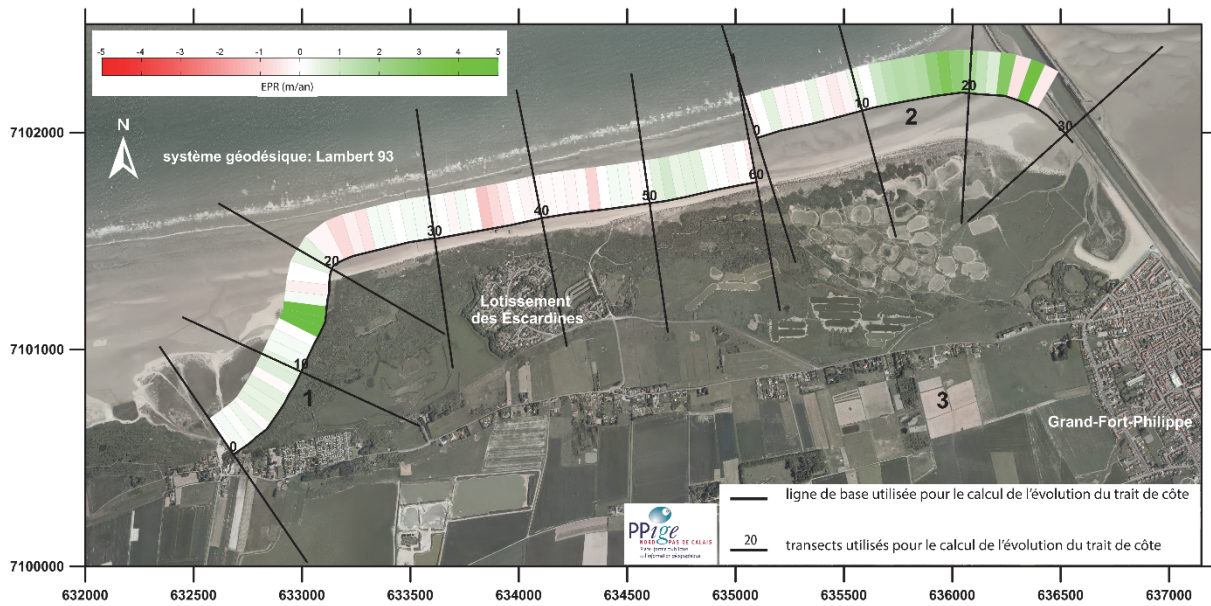 -5 -4 -3 -2 -1 0 1 2 3 4 5
EPR (m/an)
N
système géodésique: Lambert 93
7102000
7101000
7100000
0
10
20
30
40
50
60
0
10
20
30
1
2
3
Lotissement
des Escardines
Grand-Fort-Philippe
PPige
NORD PAS DE CALAIS
ligne de base utilisée pour le calcul de l'évolution du trait de côte
20 transects utilisés pour le calcul de l'évolution du trait de côte
632000 632500 633000 633500 634000 634500 635000 635500 636000 636500 637000